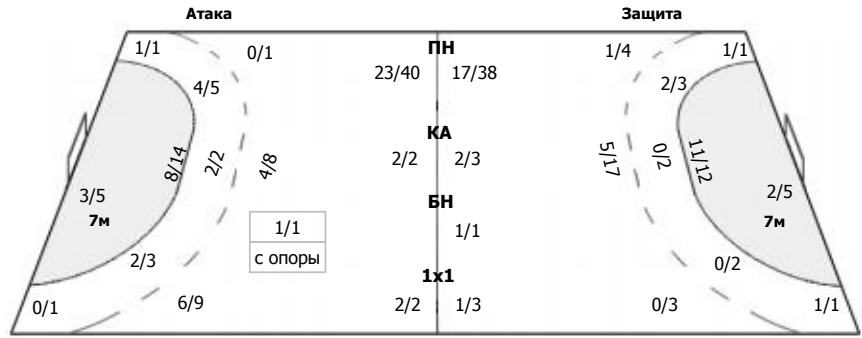 Атака Защита
1/1 0/1 ПН 1/4 1/1
23/40 17/38
4/5 2/3
КА
8/14 2/2 4/8 2/2 2/3 5/17 0/2 11/12
3/5 БН 2/5
7м 1/1 1/1 7м
с опоры
2/3 0/2
1x1
0/1 6/9 2/2 1/3 0/3 1/1